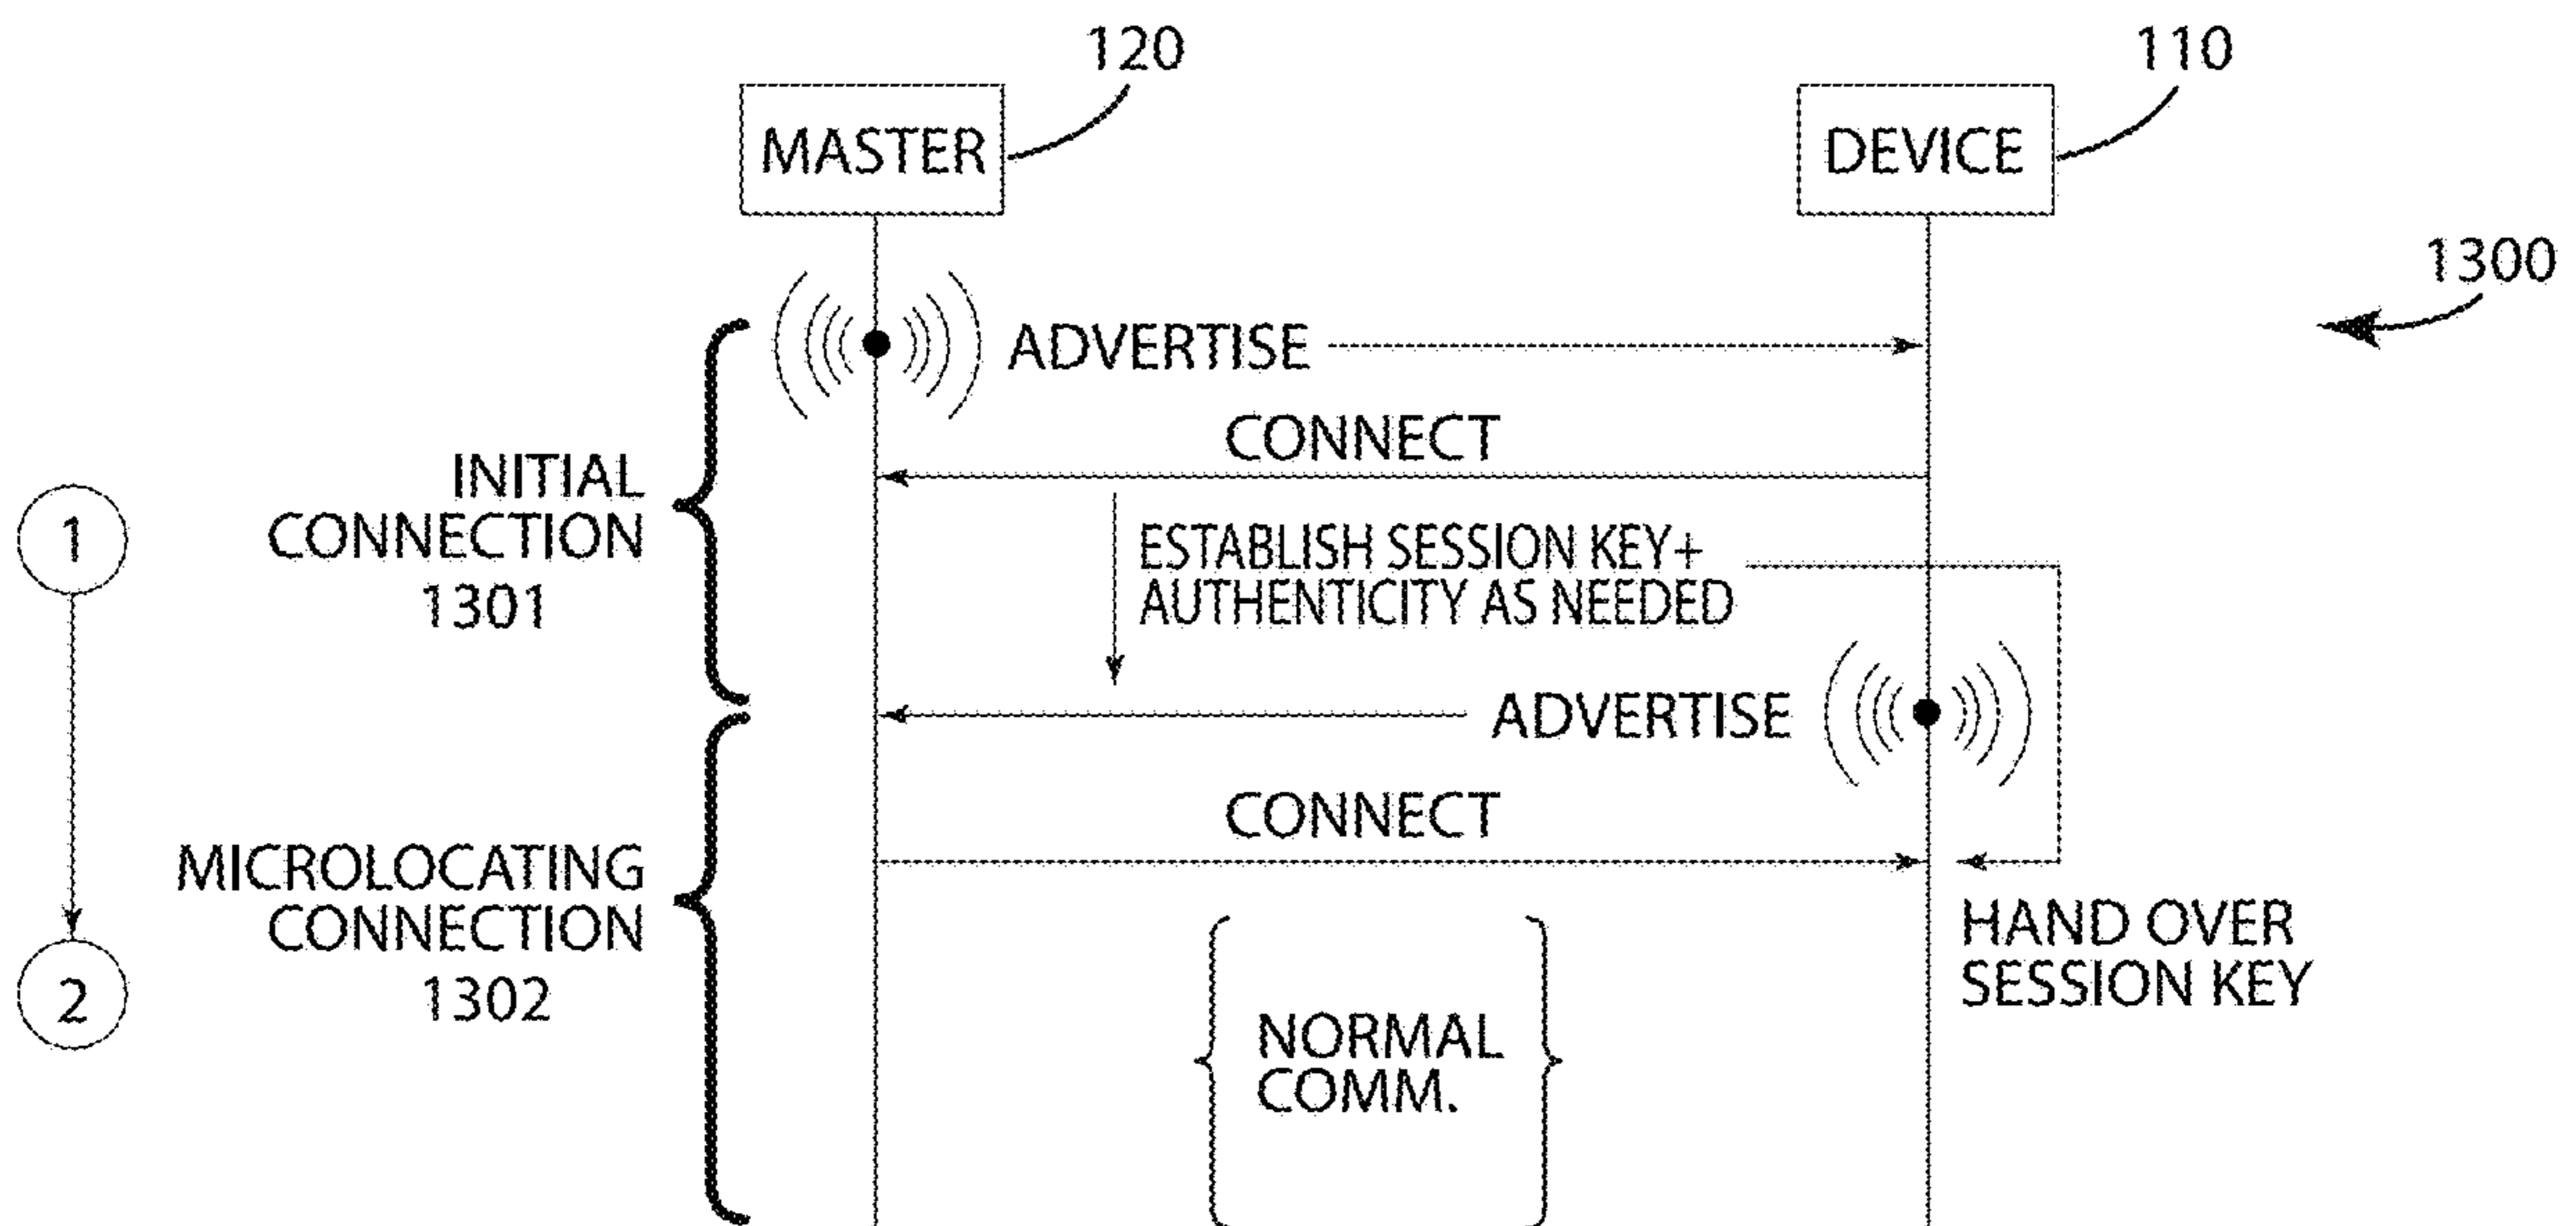 120
110
MASTER
DEVICE
1300
ADVERTISE
CONNECT
INITIAL
CONNECTION
1301
1
ESTABLISH SESSION KEY+
AUTHENTICITY AS NEEDED
ADVERTISE
CONNECT
MICROLOCATING
CONNECTION
1302
2
HAND OVER
SESSION KEY
NORMAL
COMM.